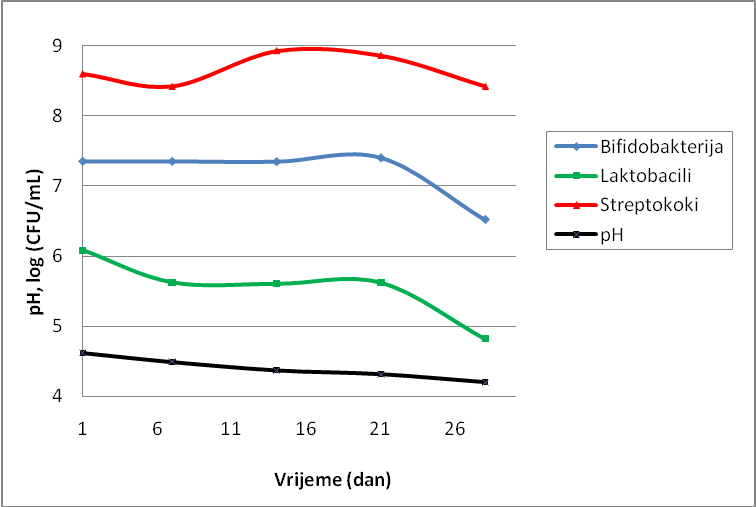 9
8
7
6
5
4
pH, log (CFU/mL)
1 6 11 16 21 26
Vrijeme (dan)
Bifidobakterija
Laktobacili
Streptokoki
pH